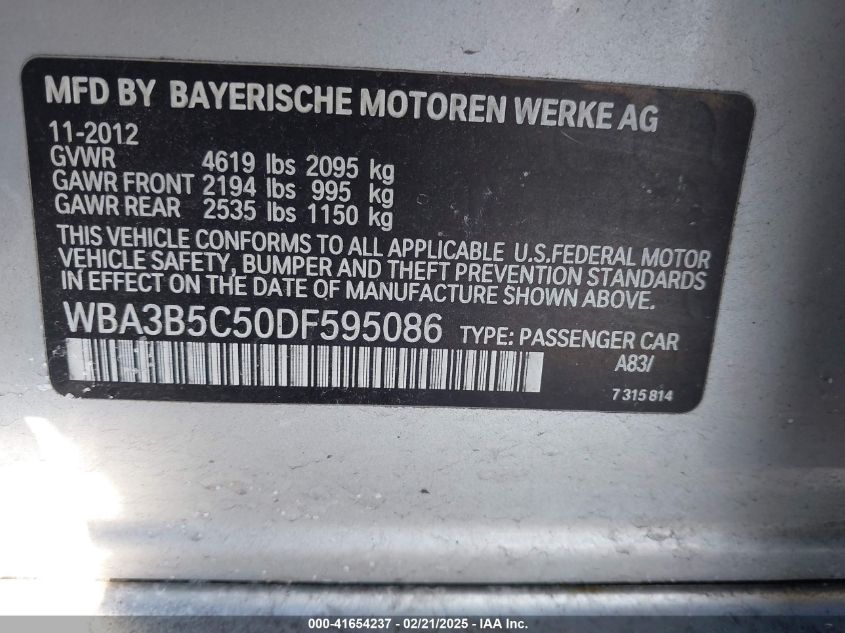 MFD BY BAYERISCHE MOTOREN WERKE AG
11-2012
GVWR 4619 lbs 2095 kg
GAWR FRONT 2194 lbs 995 kg
GAWR REAR 2535 lbs 1150 kg
THIS VEHICLE CONFORMS TO ALL APPLICABLE U.S.FEDERAL MOTOR
VEHICLE SAFETY, BUMPER AND THEFT PREVENTION STANDARDS
IN EFFECT ON THE DATE OF MANUFACTURE SHOWN ABOVE.
WBA3B5C50DF595086 TYPE: PASSENGER CAR
A83/
7 315 814
000-41654237 - 02/21/2025 - IAA Inc.